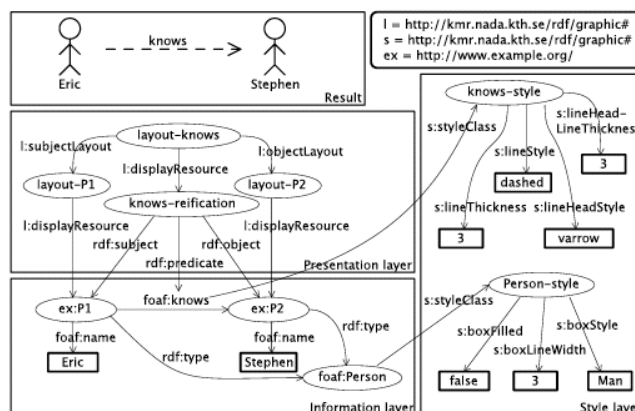 knows
Eric
Stephen
Result
l = http://kmr.nada.kth.se/rdf/graphic#
s = http://kmr.nada.kth.se/rdf/graphic#
ex = http://www.example.org/
layout-knows
l:subjectLayout
l:objectLayout
l:displayResource
layout-P1
layout-P2
knows-reification
l:displayResource
l:displayResource
rdf:subject
rdf:object
rdf:predicate
Presentation layer
foaf:knows
ex:P1
ex:P2
foaf:name
foaf:name
rdf:type
Eric
Stephen
rdf:type
foaf:Person
Information layer
knows-style
s:styleClass
s:lineHead-
LineThicknes
s:lineStyle
3
dashed
s:lineThickness
s:lineHeadStyle
3
varrow
Person-style
s:styleClass
s:boxFilled
s:boxStyle
s:boxLineWidth
false
3
Man
Style layer